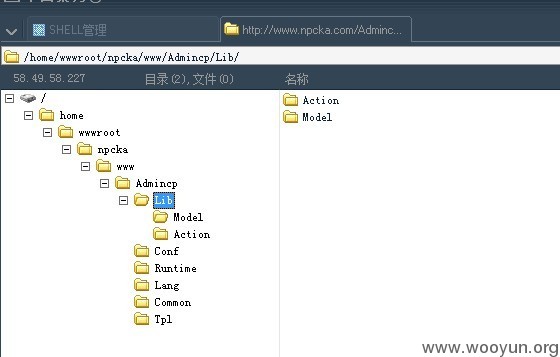 SHELL管理
http://www.npcka.com/Adminc...
/home/wwwroot/npcka/www/Admincp/Lib/
58.49.58.227 目录(2),文件(0) 名称
/
home
wwwroot
npcka
www
Admincp
Lib
Model
Action
Conf
Runtime
Lang
Common
Tpl
Action
Model
www.wooyun.org